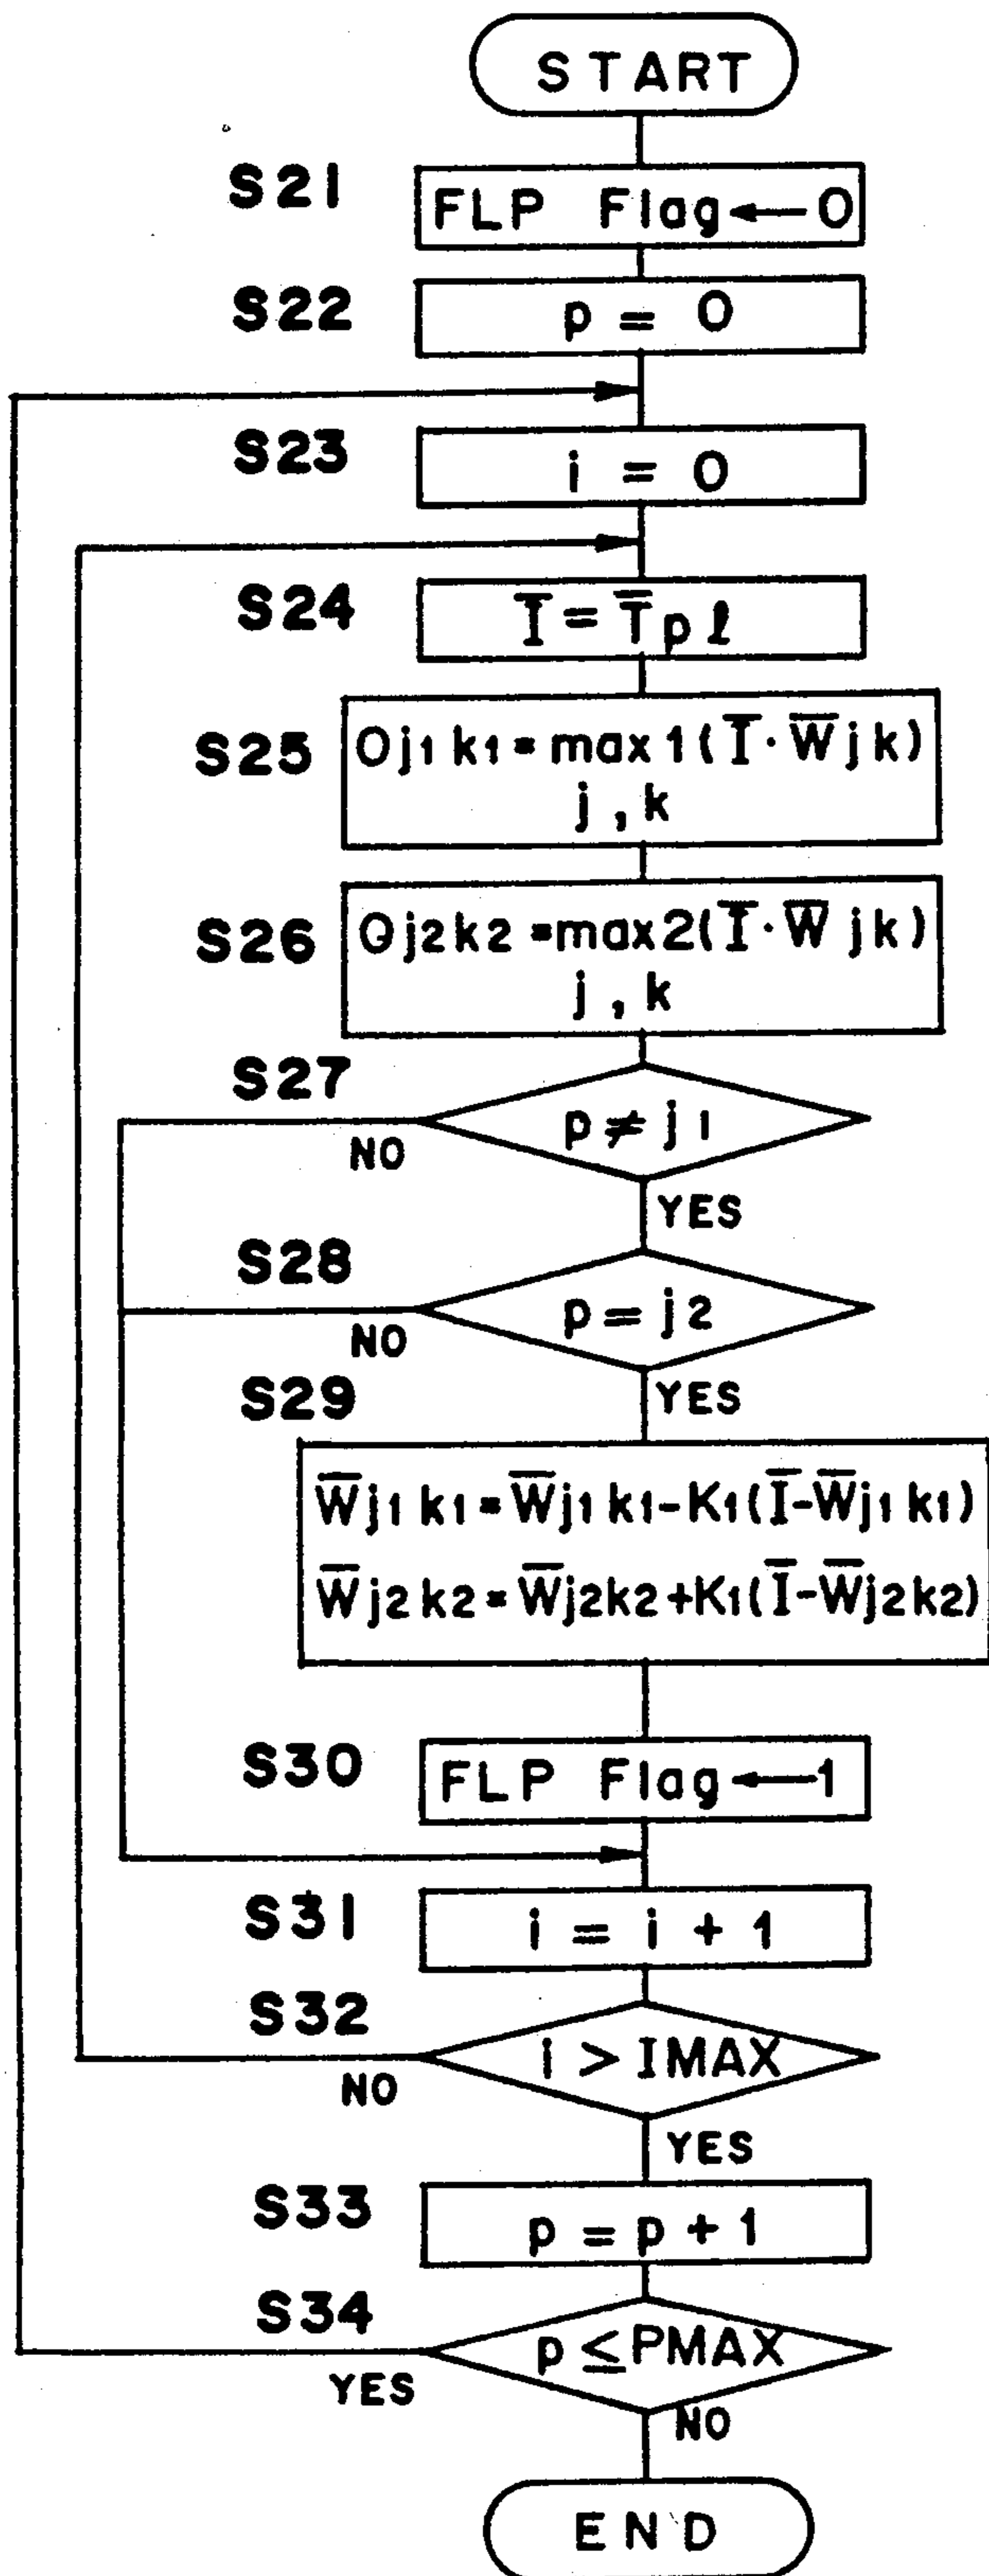 START
S21
FLP Flag ← 0
S22
p = 0
S23
i = 0
S24
I̅ = T̅pℓ
S25
Oj1k1 = max1(I̅·W̅jk)
j, k
S26
Oj2k2 = max2(I̅·W̅jk)
j, k
S27
p ≠ j1
NO
YES
S28
p = j2
NO
YES
S29
W̅j1k1 = W̅j1k1 - K1(I̅ - W̅j1k1)
W̅j2k2 = W̅j2k2 + K1(I̅ - W̅j2k2)
S30
FLP Flag ← 1
S31
i = i + 1
S32
i > IMAX
NO
YES
S33
p = p + 1
S34
p ≤ PMAX
YES
NO
END